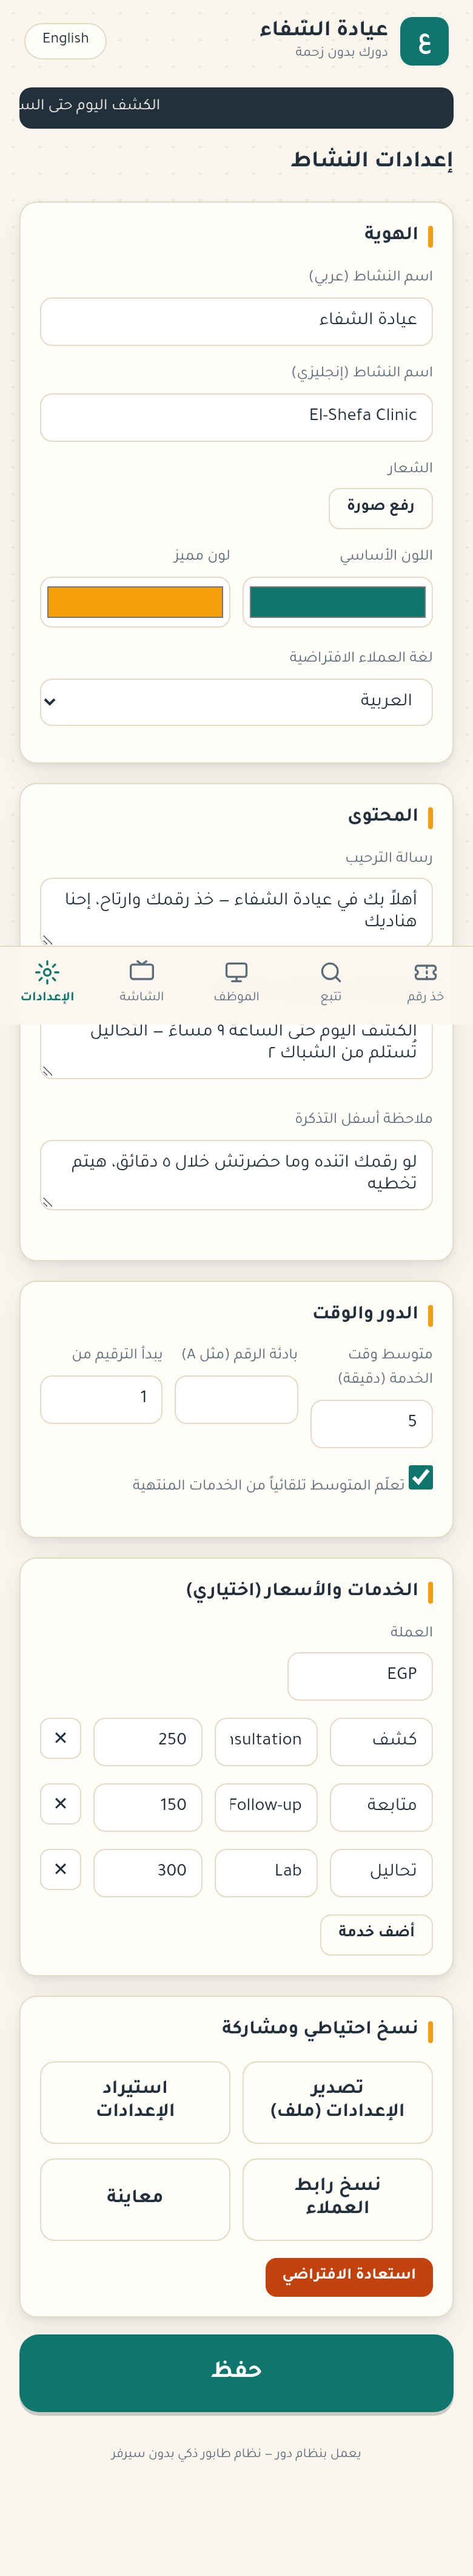 ع
عيادة الشفاء
دورك بدون زحمة
English
الكشف اليوم حتى
إعدادات النشاط
الهوية
اسم النشاط (عربي)
عيادة الشفاء
اسم النشاط (إنجليزي)
El-Shefa Clinic
الشعار
رفع صورة
اللون الأساسي
لون مميز
لغة العملاء الافتراضية
العربية
المحتوى
رسالة الترحيب
أهلاً بك في عيادة الشفاء – خذ رقمك وارتاح، إحنا
هناديك
خذ رقم
تتبع
الموظف
الشاشة
الإعدادات
الكشف اليوم حتى الساعة ٩ مساءً – التحاليل
تُستلم من الشباك ٢
ملاحظة أسفل التذكرة
لو رقمك اتنده وما حضرتش خلال ٥ دقائق، هيتم
تخطيه
الدور والوقت
متوسط وقت
الخدمة (دقيقة)
بادئة الرقم (مثل A)
يبدأ الترقيم من
5
1
تعلّم المتوسط تلقائياً من الخدمات المنتهية
الخدمات والأسعار (اختياري)
العملة
EGP
كشف
nsultation
250
✕
متابعة
Follow-up
150
✕
تحاليل
Lab
300
✕
أضف خدمة
نسخ احتياطي ومشاركة
تصدير
الإعدادات (ملف)
استيراد
الإعدادات
نسخ رابط
العملاء
معاينة
استعادة الافتراضي
حفظ
يعمل بنظام دور – نظام طابور ذكي بدون سيرفر